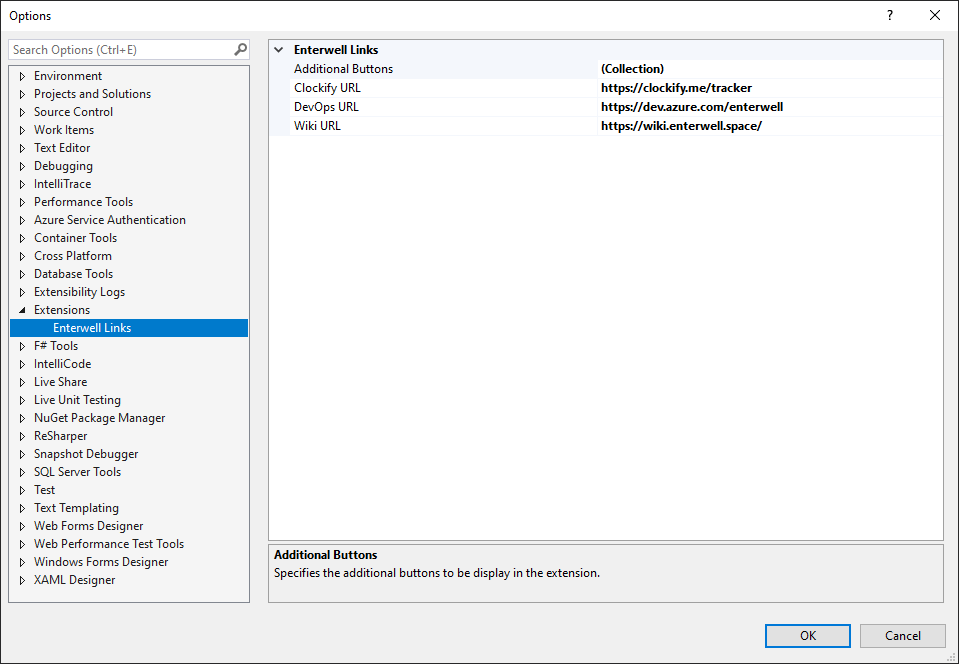 Options
?
Search Options (Ctrl+E)
Environment
Projects and Solutions
Source Control
Work Items
Text Editor
Debugging
IntelliTrace
Performance Tools
Azure Service Authentication
Container Tools
Cross Platform
Database Tools
Extensibility Logs
Extensions
Enterwell Links
F# Tools
IntelliCode
Live Share
Live Unit Testing
NuGet Package Manager
ReSharper
Snapshot Debugger
SQL Server Tools
Test
Text Templating
Web Forms Designer
Web Performance Test Tools
Windows Forms Designer
XAML Designer
Enterwell Links
Additional Buttons (Collection)
Clockify URL https://clockify.me/tracker
DevOps URL https://dev.azure.com/enterwell
Wiki URL https://wiki.enterwell.space/
Additional Buttons
Specifies the additional buttons to be display in the extension.
OK Cancel